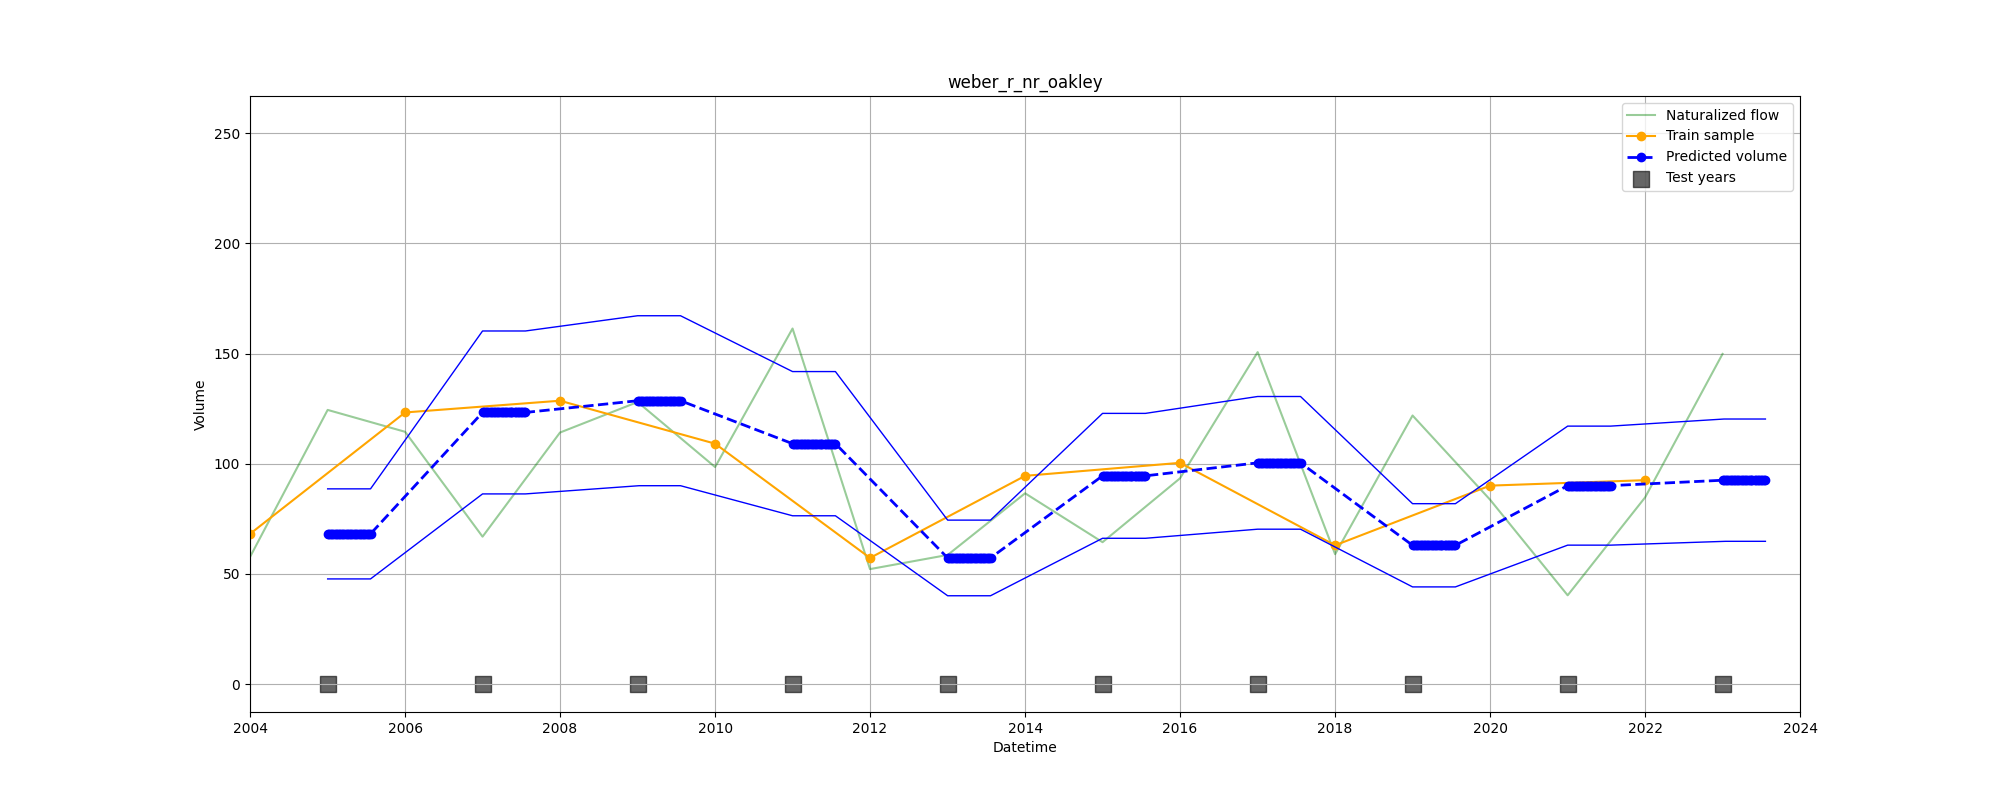 weber_r_nr_oakley
Naturalized flow
Train sample
Predicted volume
Test years
Volume
250
200
150
100
50
0
2004 2006 2008 2010 2012 2014 2016 2018 2020 2022 2024
Datetime